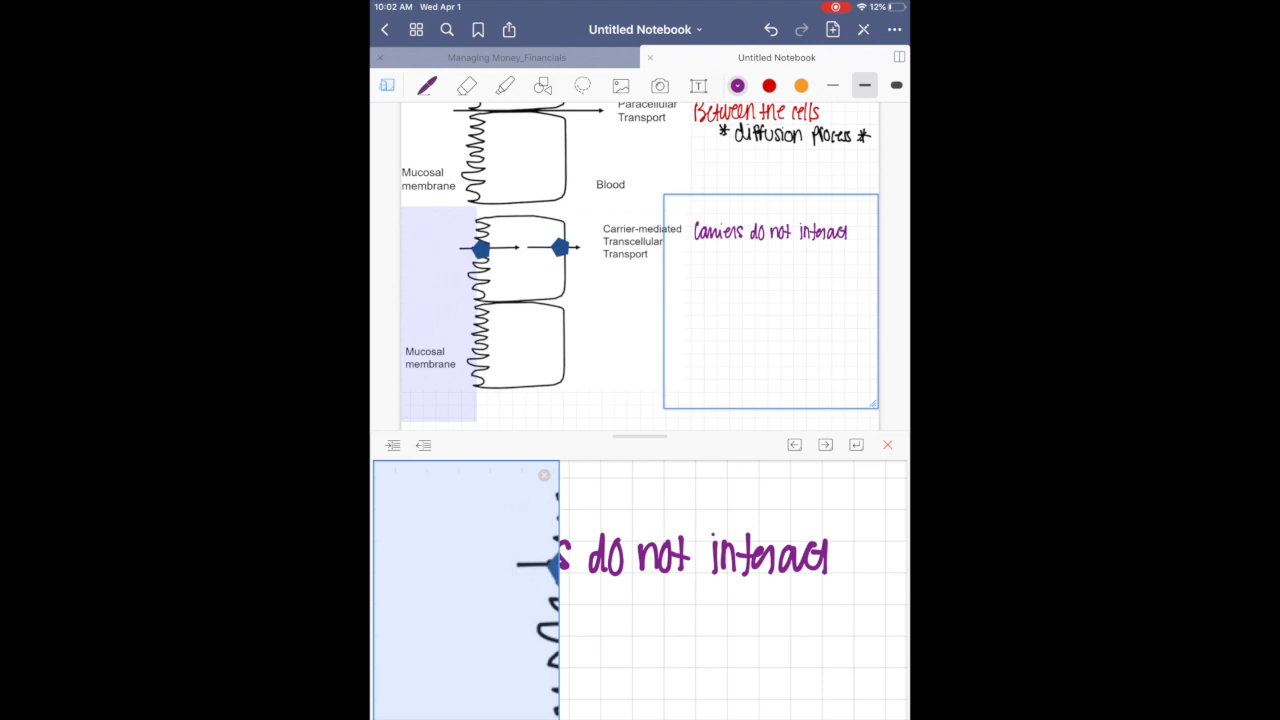 10:02 AM Wed Apr 1
12%
Untitled Notebook
Managing Money_Financials
Untitled Notebook
T
Paracellular
Transport
Between the cells
* diffusion process *
Mucosal
membrane
Blood
Carrier-mediated
Transcellular
Transport
Carriers do not interact
Mucosal
membrane
s do not interact